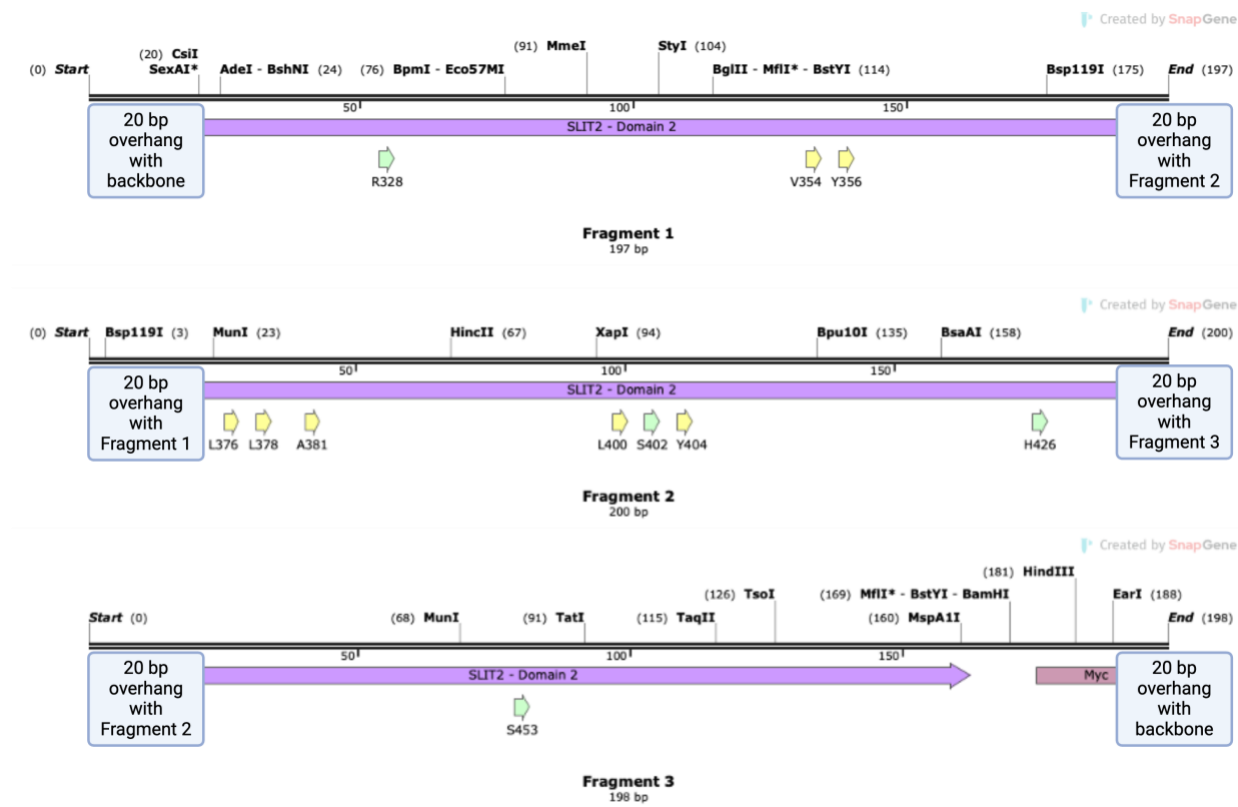 Created by SnapGene
(20) CsiI
SexAI*
(91) MmeI
StyI (104)
(0) Start
AdeI - BshNI (24)
(76) BpmI - Eco57MI
BglII - MflI* - BstYI (114)
Bsp119I (175)
End (197)
50
100
150
20 bp
overhang
with
backbone
SLIT2 - Domain 2
20 bp
overhang
with
Fragment 2
R328
V354
Y356
Fragment 1
197 bp
Created by SnapGene
(0) Start
Bsp119I (3)
MunI (23)
HincII (67)
XapI (94)
Bpu10I (135)
BsaAI (158)
End (200)
50
100
150
20 bp
overhang
with
Fragment 1
SLIT2 - Domain 2
20 bp
overhang
with
Fragment 3
L376
L378
A381
L400
S402
Y404
H426
Fragment 2
200 bp
Created by SnapGene
(181) HindIII
(126) TsoI
(169) MflI* - BstYI - BamHI
EarI (188)
Start (0)
(68) MunI
(91) TatI
(115) TaqII
(160) MspA1I
End (198)
50
100
150
20 bp
overhang
with
Fragment 2
SLIT2 - Domain 2
Myc
20 bp
overhang
with
backbone
S453
Fragment 3
198 bp